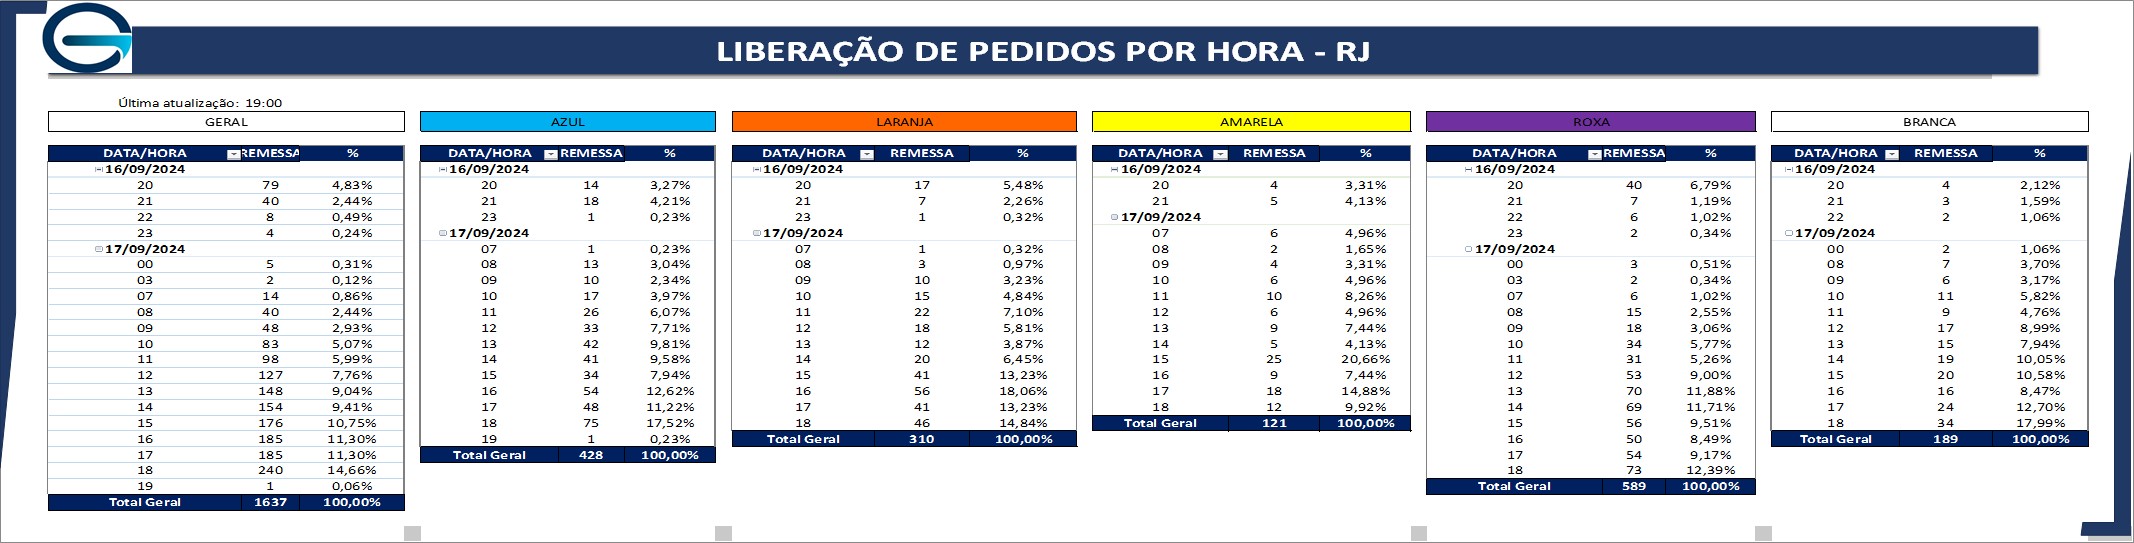 LIBERAÇÃO DE PEDIDOS POR HORA - RJ
Última atualização: 19:00
GERAL
DATA/HORA REMESSA %
16/09/2024
20 79 4,83%
21 40 2,44%
22 8 0,49%
23 4 0,24%
17/09/2024
00 5 0,31%
03 2 0,12%
07 14 0,86%
08 40 2,44%
09 48 2,93%
10 83 5,07%
11 98 5,99%
12 127 7,76%
13 148 9,04%
14 154 9,41%
15 176 10,75%
16 185 11,30%
17 185 11,30%
18 240 14,66%
19 1 0,06%
Total Geral 1637 100,00%
AZUL
DATA/HORA REMESSA %
16/09/2024
20 14 3,27%
21 18 4,21%
23 1 0,23%
17/09/2024
07 1 0,23%
08 13 3,04%
09 10 2,34%
10 17 3,97%
11 26 6,07%
12 33 7,71%
13 42 9,81%
14 41 9,58%
15 34 7,94%
16 54 12,62%
17 48 11,22%
18 75 17,52%
19 1 0,23%
Total Geral 428 100,00%
LARANJA
DATA/HORA REMESSA %
16/09/2024
20 17 5,48%
21 7 2,26%
23 1 0,32%
17/09/2024
07 1 0,32%
08 3 0,97%
09 10 3,23%
10 15 4,84%
11 22 7,10%
12 18 5,81%
13 12 3,87%
14 20 6,45%
15 41 13,23%
16 56 18,06%
17 41 13,23%
18 46 14,84%
Total Geral 310 100,00%
AMARELA
DATA/HORA REMESSA %
16/09/2024
20 4 3,31%
21 5 4,13%
17/09/2024
07 6 4,96%
08 2 1,65%
09 4 3,31%
10 6 4,96%
11 10 8,26%
12 6 4,96%
13 9 7,44%
14 5 4,13%
15 25 20,66%
16 9 7,44%
17 18 14,88%
18 12 9,92%
Total Geral 121 100,00%
ROXA
DATA/HORA REMESSA %
16/09/2024
20 40 6,79%
21 7 1,19%
22 6 1,02%
23 2 0,34%
17/09/2024
00 3 0,51%
03 2 0,34%
07 6 1,02%
08 15 2,55%
09 18 3,06%
10 34 5,77%
11 31 5,26%
12 53 9,00%
13 70 11,88%
14 69 11,71%
15 56 9,51%
16 50 8,49%
17 54 9,17%
18 73 12,39%
Total Geral 589 100,00%
BRANCA
DATA/HORA REMESSA %
16/09/2024
20 4 2,12%
21 3 1,59%
22 2 1,06%
17/09/2024
00 2 1,06%
08 7 3,70%
09 6 3,17%
10 11 5,82%
11 9 4,76%
12 17 8,99%
13 15 7,94%
14 19 10,05%
15 20 10,58%
16 16 8,47%
17 24 12,70%
18 34 17,99%
Total Geral 189 100,00%